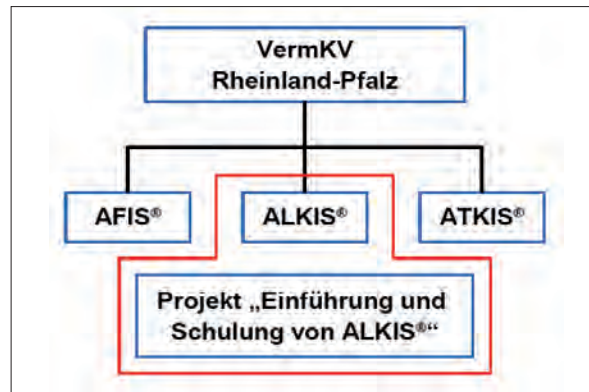 VermKV
Rheinland-Pfalz
AFIS®
ALKIS®
ATKIS®
Projekt „Einführung und
Schulung von ALKIS®“